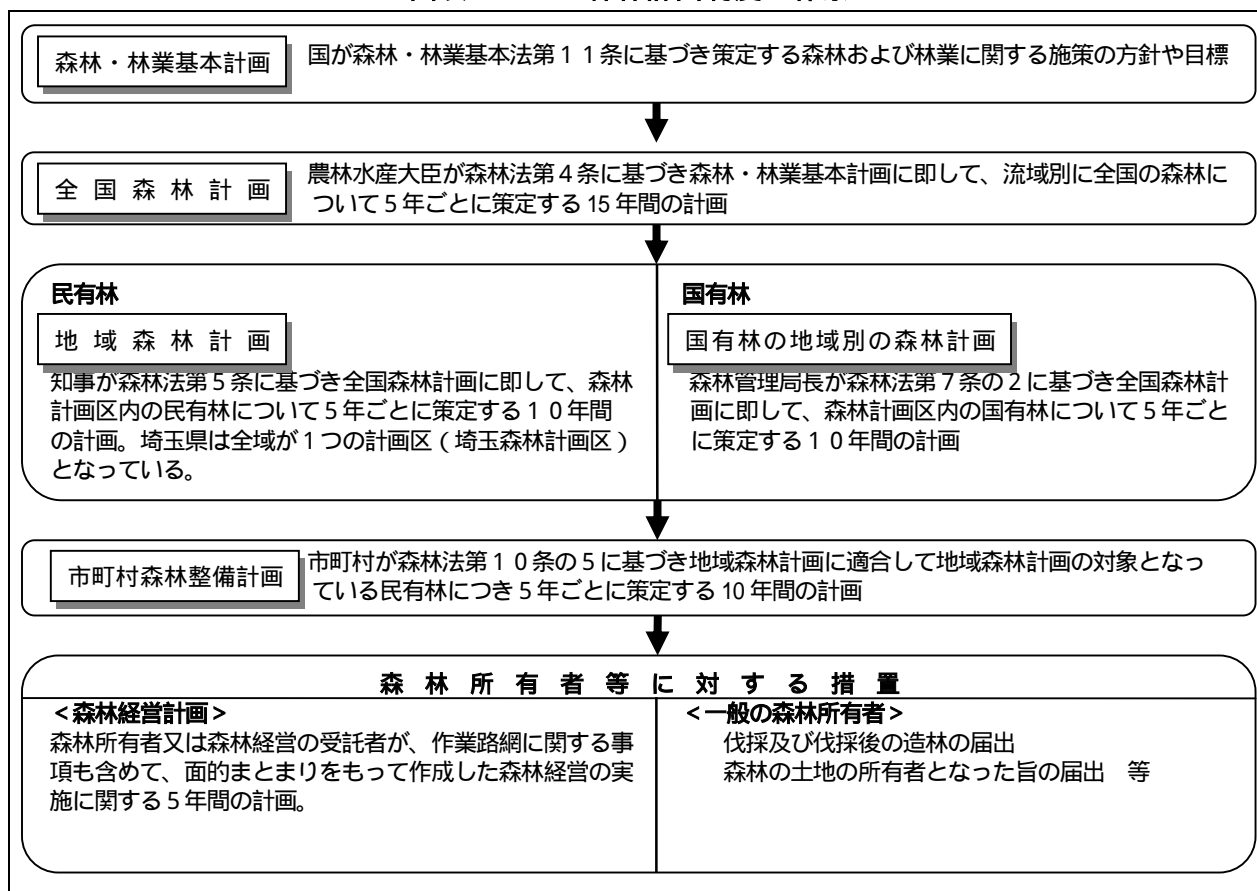 森林・林業基本計画
国が森林・林業基本法第11条に基づき策定する森林および林業に関する施策の方針や目標
全国森林計画
農林水産大臣が森林法第4条に基づき森林・林業基本計画に即して、流域別に全国の森林に
ついて5年ごとに策定する15年間の計画
民有林
地域森林計画
知事が森林法第5条に基づき全国森林計画に即して、森林
計画区内の民有林について5年ごとに策定する10年間
の計画。埼玉県は全域が1つの計画区(埼玉森林計画区)
となっている。
国有林
国有林の地域別の森林計画
森林管理局長が森林法第7条の2に基づき全国森林計
画に即して、森林計画区内の国有林について5年ごと
に策定する10年間の計画
市町村森林整備計画
市町村が森林法第10条の5に基づき地域森林計画に適合して地域森林計画の対象となっ
ている民有林につき5年ごとに策定する10年間の計画
森林所有者等に対する措置
<森林経営計画>
森林所有者又は森林経営の受託者が、作業路網に関する事
項も含めて、面的まとまりをもって作成した森林経営の実
施に関する5年間の計画。
<一般の森林所有者>
伐採及び伐採後の造林の届出
森林の土地の所有者となった旨の届出 等